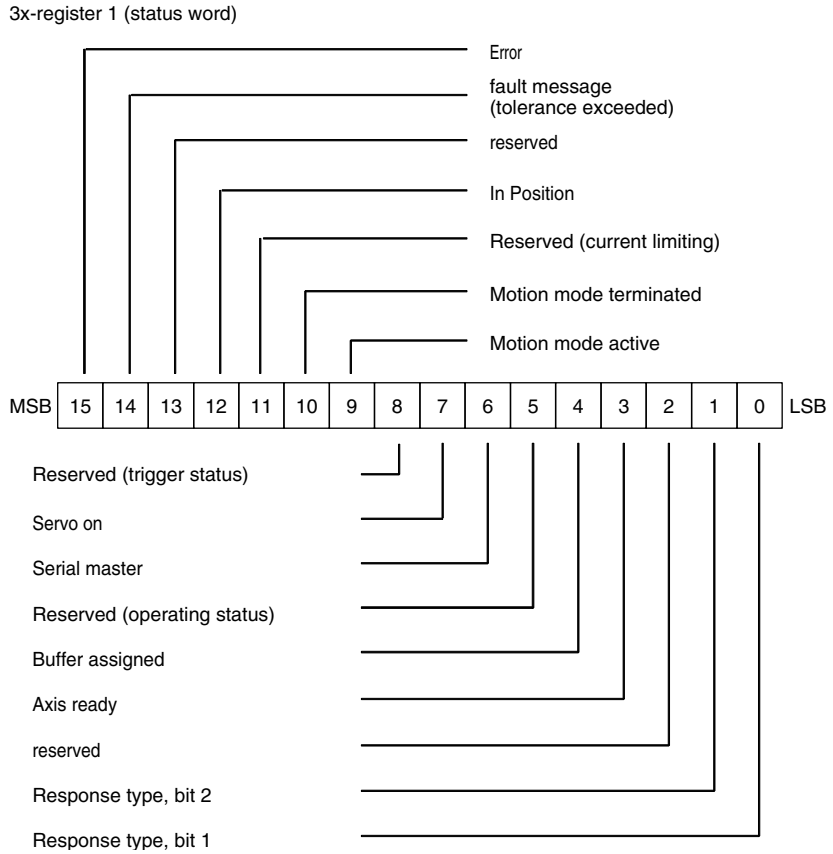 3x-register 1 (status word)
Error
fault message
(tolerance exceeded)
reserved
In Position
Reserved (current limiting)
Motion mode terminated
Motion mode active
MSB 15 14 13 12 11 10 9 8 7 6 5 4 3 2 1 0 LSB
Reserved (trigger status)
Servo on
Serial master
Reserved (operating status)
Buffer assigned
Axis ready
reserved
Response type, bit 2
Response type, bit 1